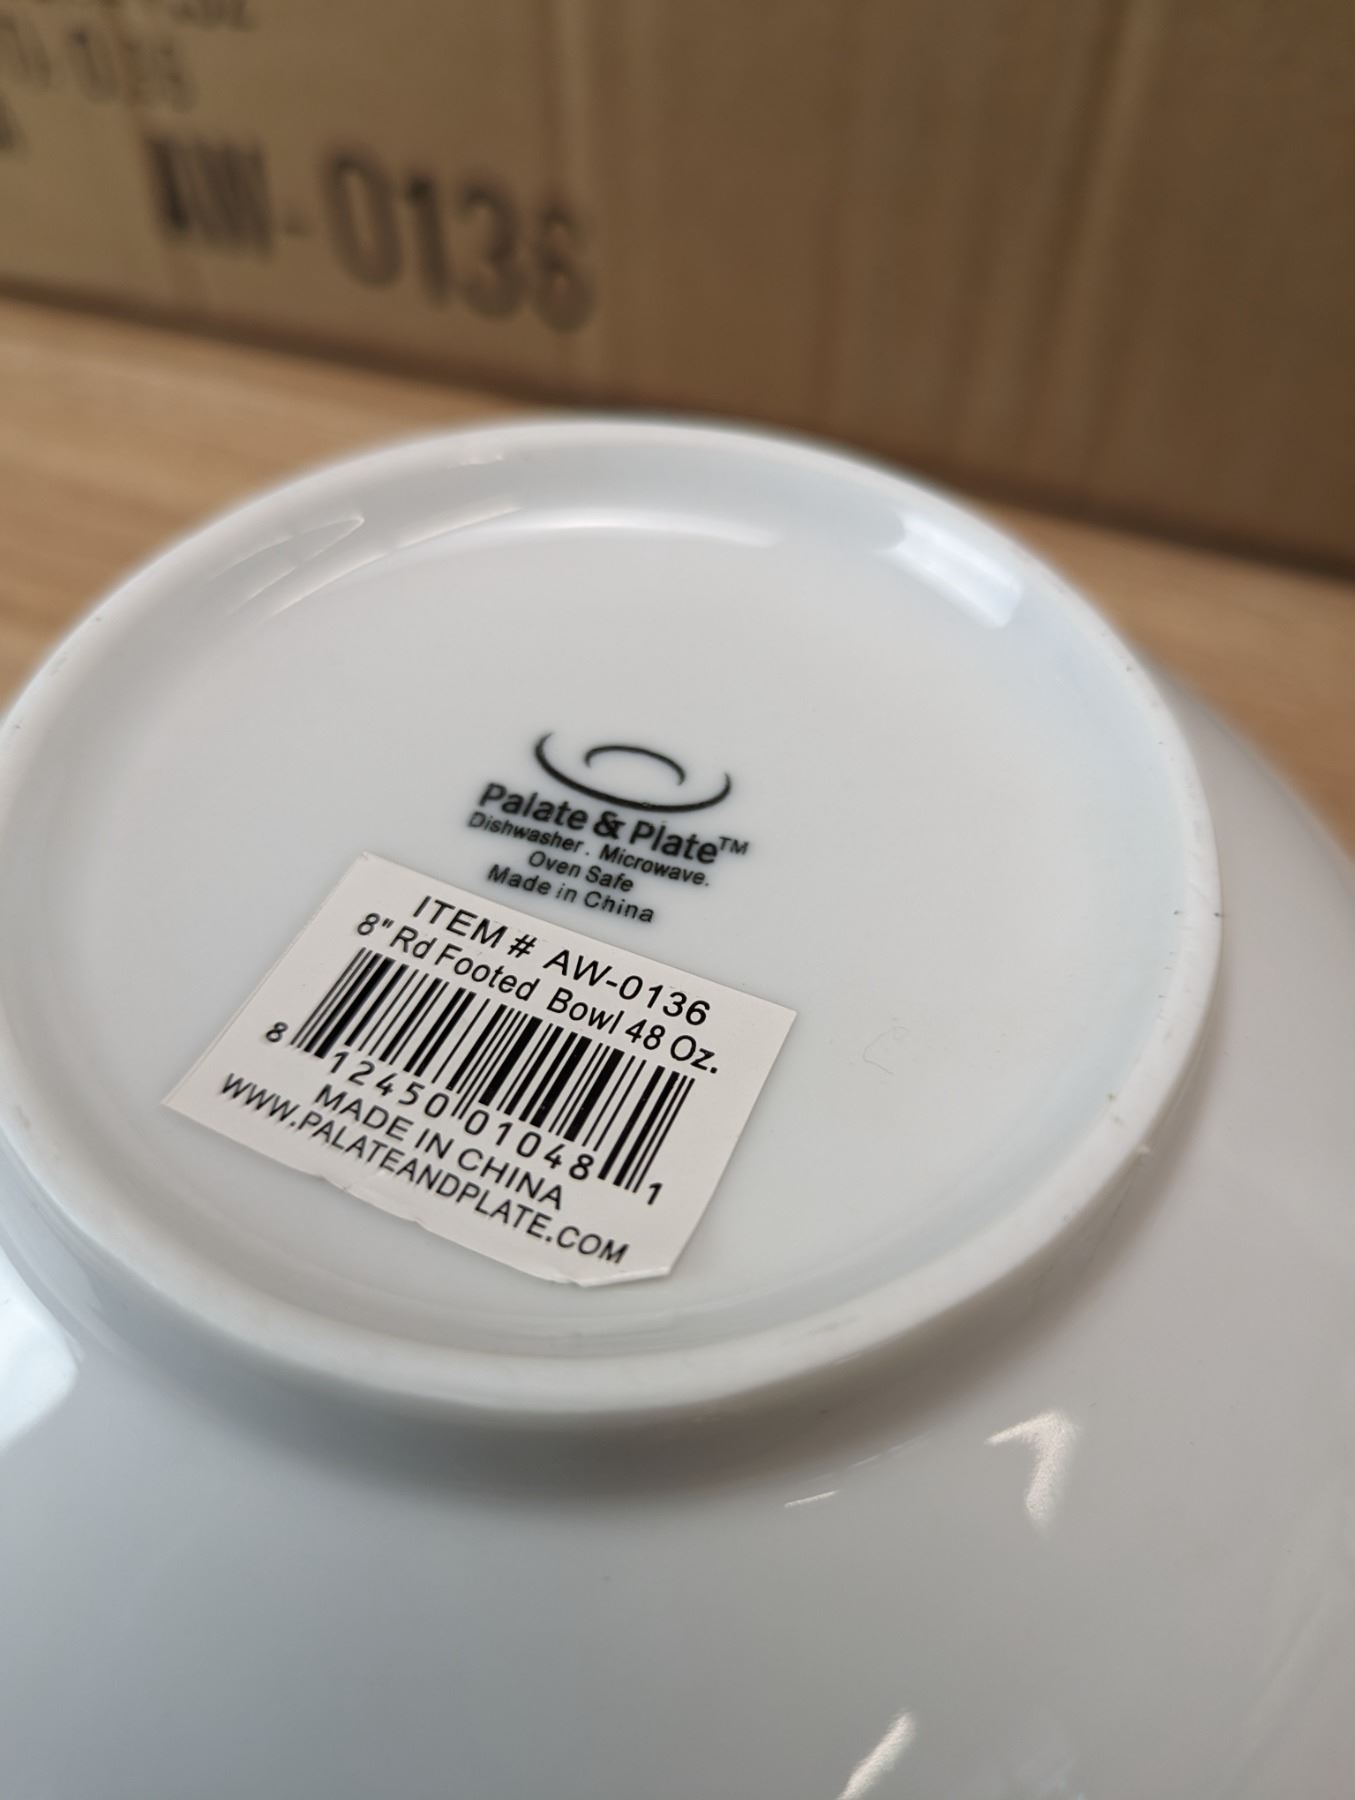 AW-0136
Palate & Plate™
Dishwasher. Microwave.
Oven Safe
Made in China
ITEM # AW-0136
8" Rd Footed Bowl 48 Oz.
8 12450 01048 1
MADE IN CHINA
WWW.PALATEANDPLATE.COM